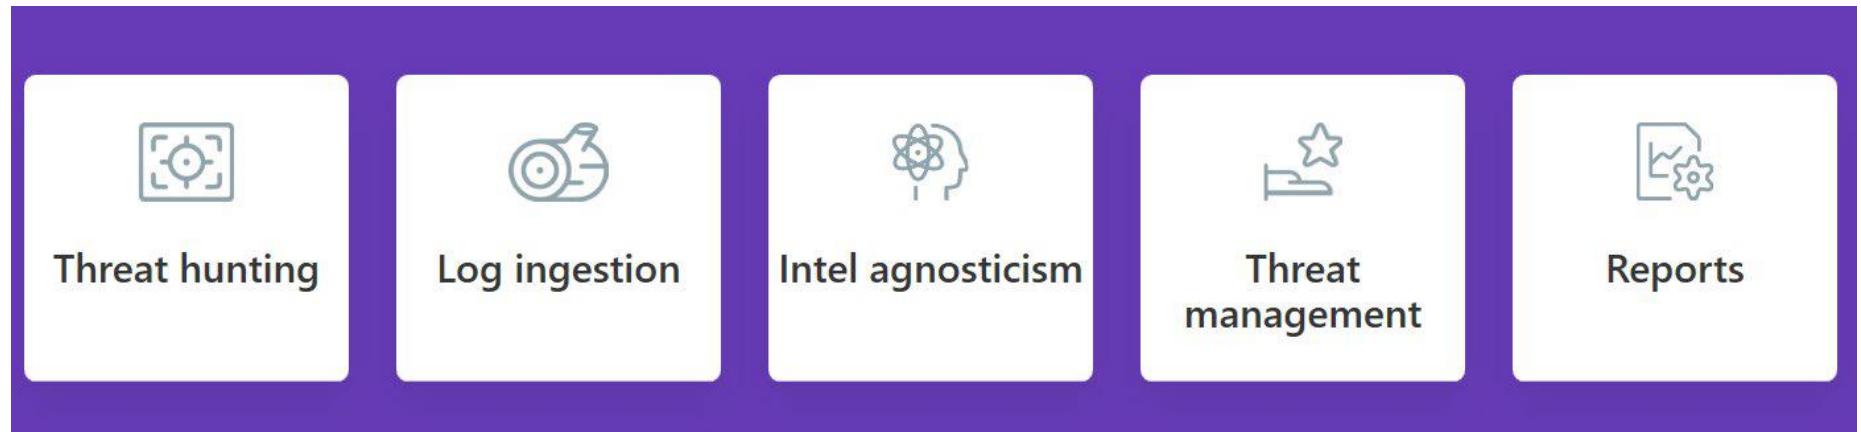 Threat hunting
Log ingestion
Intel agnosticism
Threat
management
Reports